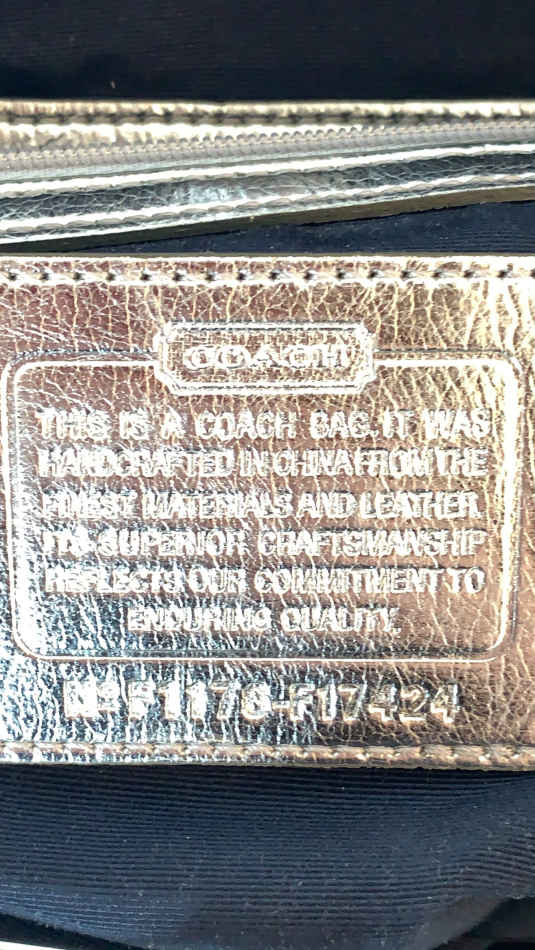 COACH
THIS IS A COACH BAG. IT WAS
HANDCRAFTED IN CHINA FROM THE
FINEST MATERIALS AND LEATHER.
ITS SUPERIOR CRAFTSMANSHIP
REFLECTS OUR COMMITMENT TO
ENDURING QUALITY.
Nº F1176-F17424